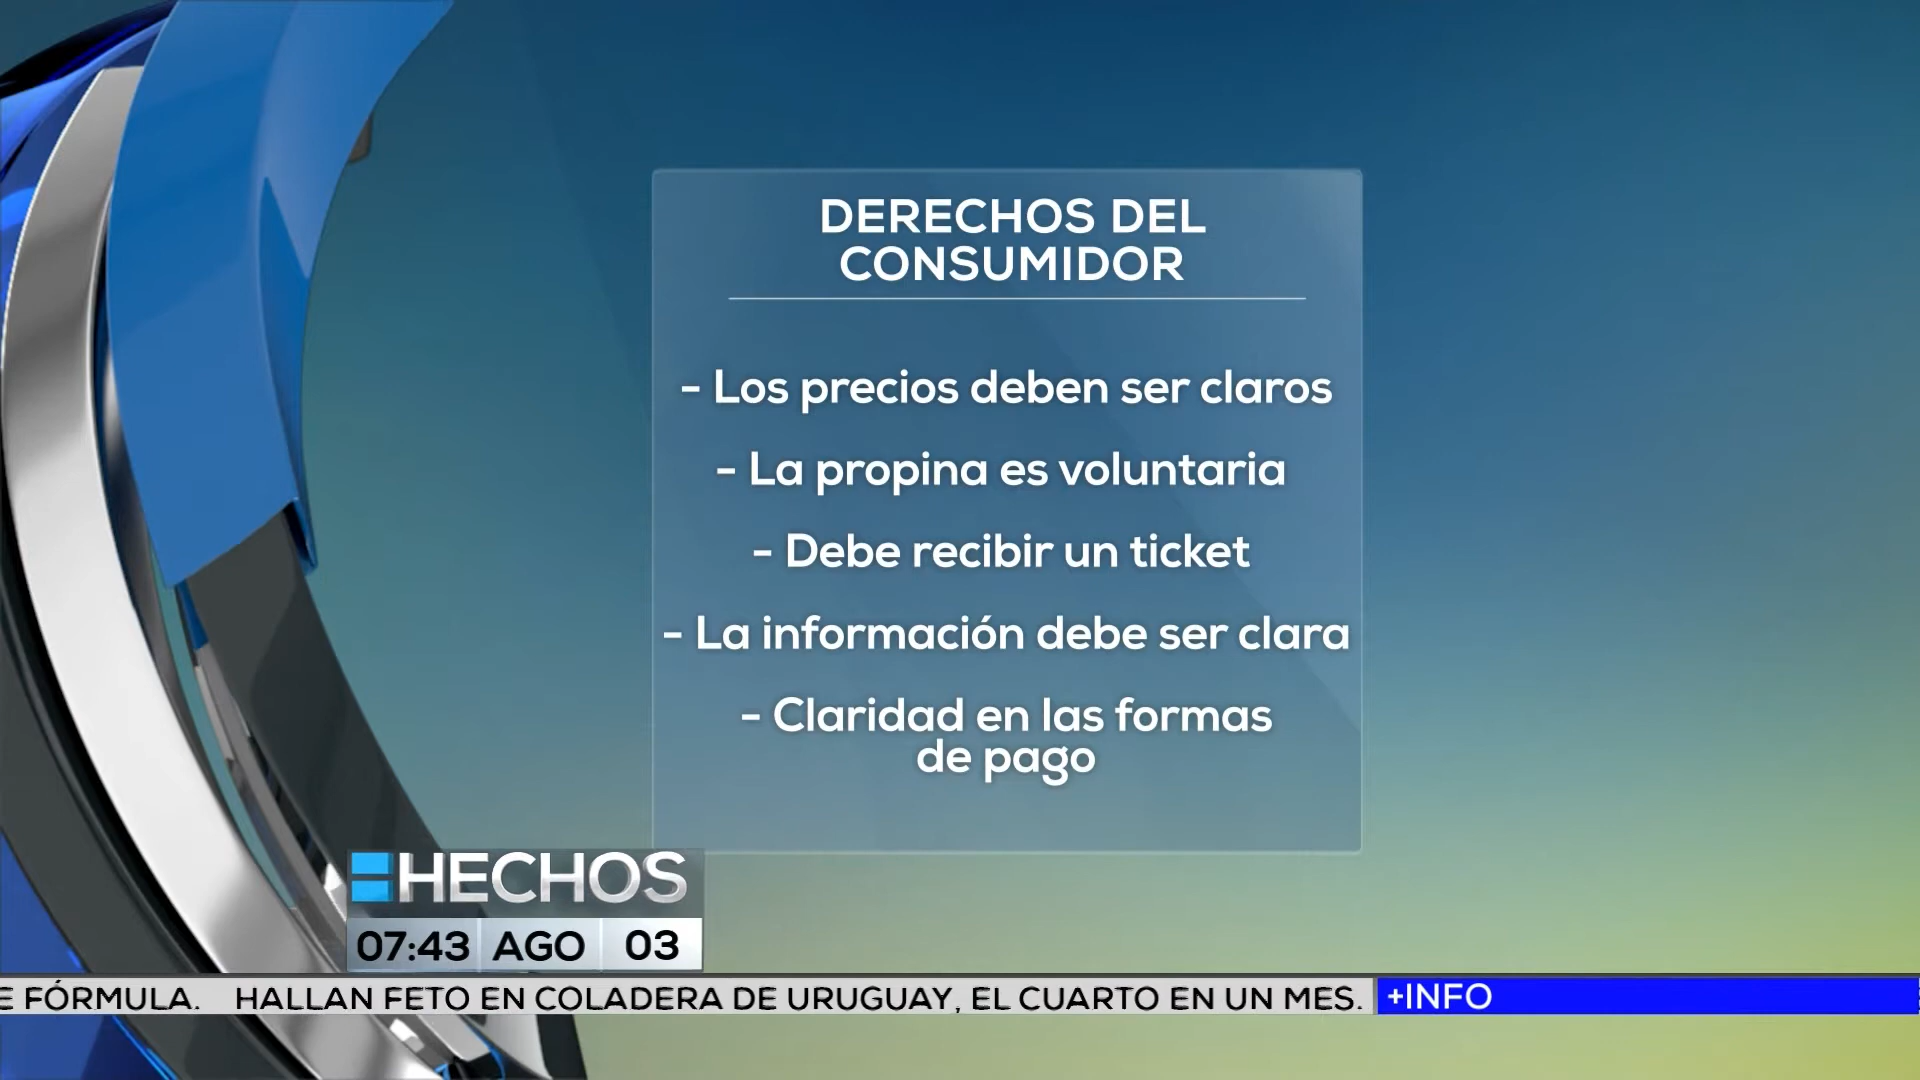 DERECHOS DEL
CONSUMIDOR
- Los precios deben ser claros
- La propina es voluntaria
- Debe recibir un ticket
- La información debe ser clara
- Claridad en las formas
de pago
HECHOS
07:43 AGO 03
E FÓRMULA. HALLAN FETO EN COLADERA DE URUGUAY, EL CUARTO EN UN MES. +INFO